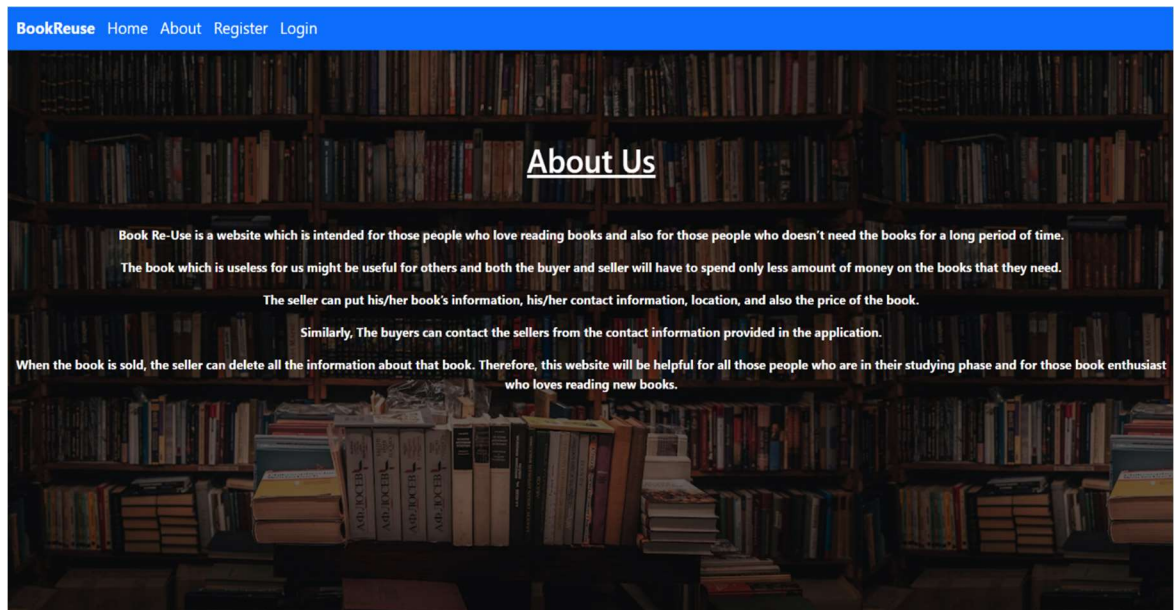 BookReuse Home About Register Login
About Us
Book Re-Use is a website which is intended for those people who love reading books and also for those people who doesn't need the books for a long period of time.
The book which is useless for us might be useful for others and both the buyer and seller will have to spend only less amount of money on the books that they need.
The seller can put his/her book's information, his/her contact information, location, and also the price of the book.
Similarly, The buyers can contact the sellers from the contact information provided in the application.
When the book is sold, the seller can delete all the information about that book. Therefore, this website will be helpful for all those people who are in their studying phase and for those book enthusiast
who loves reading new books.